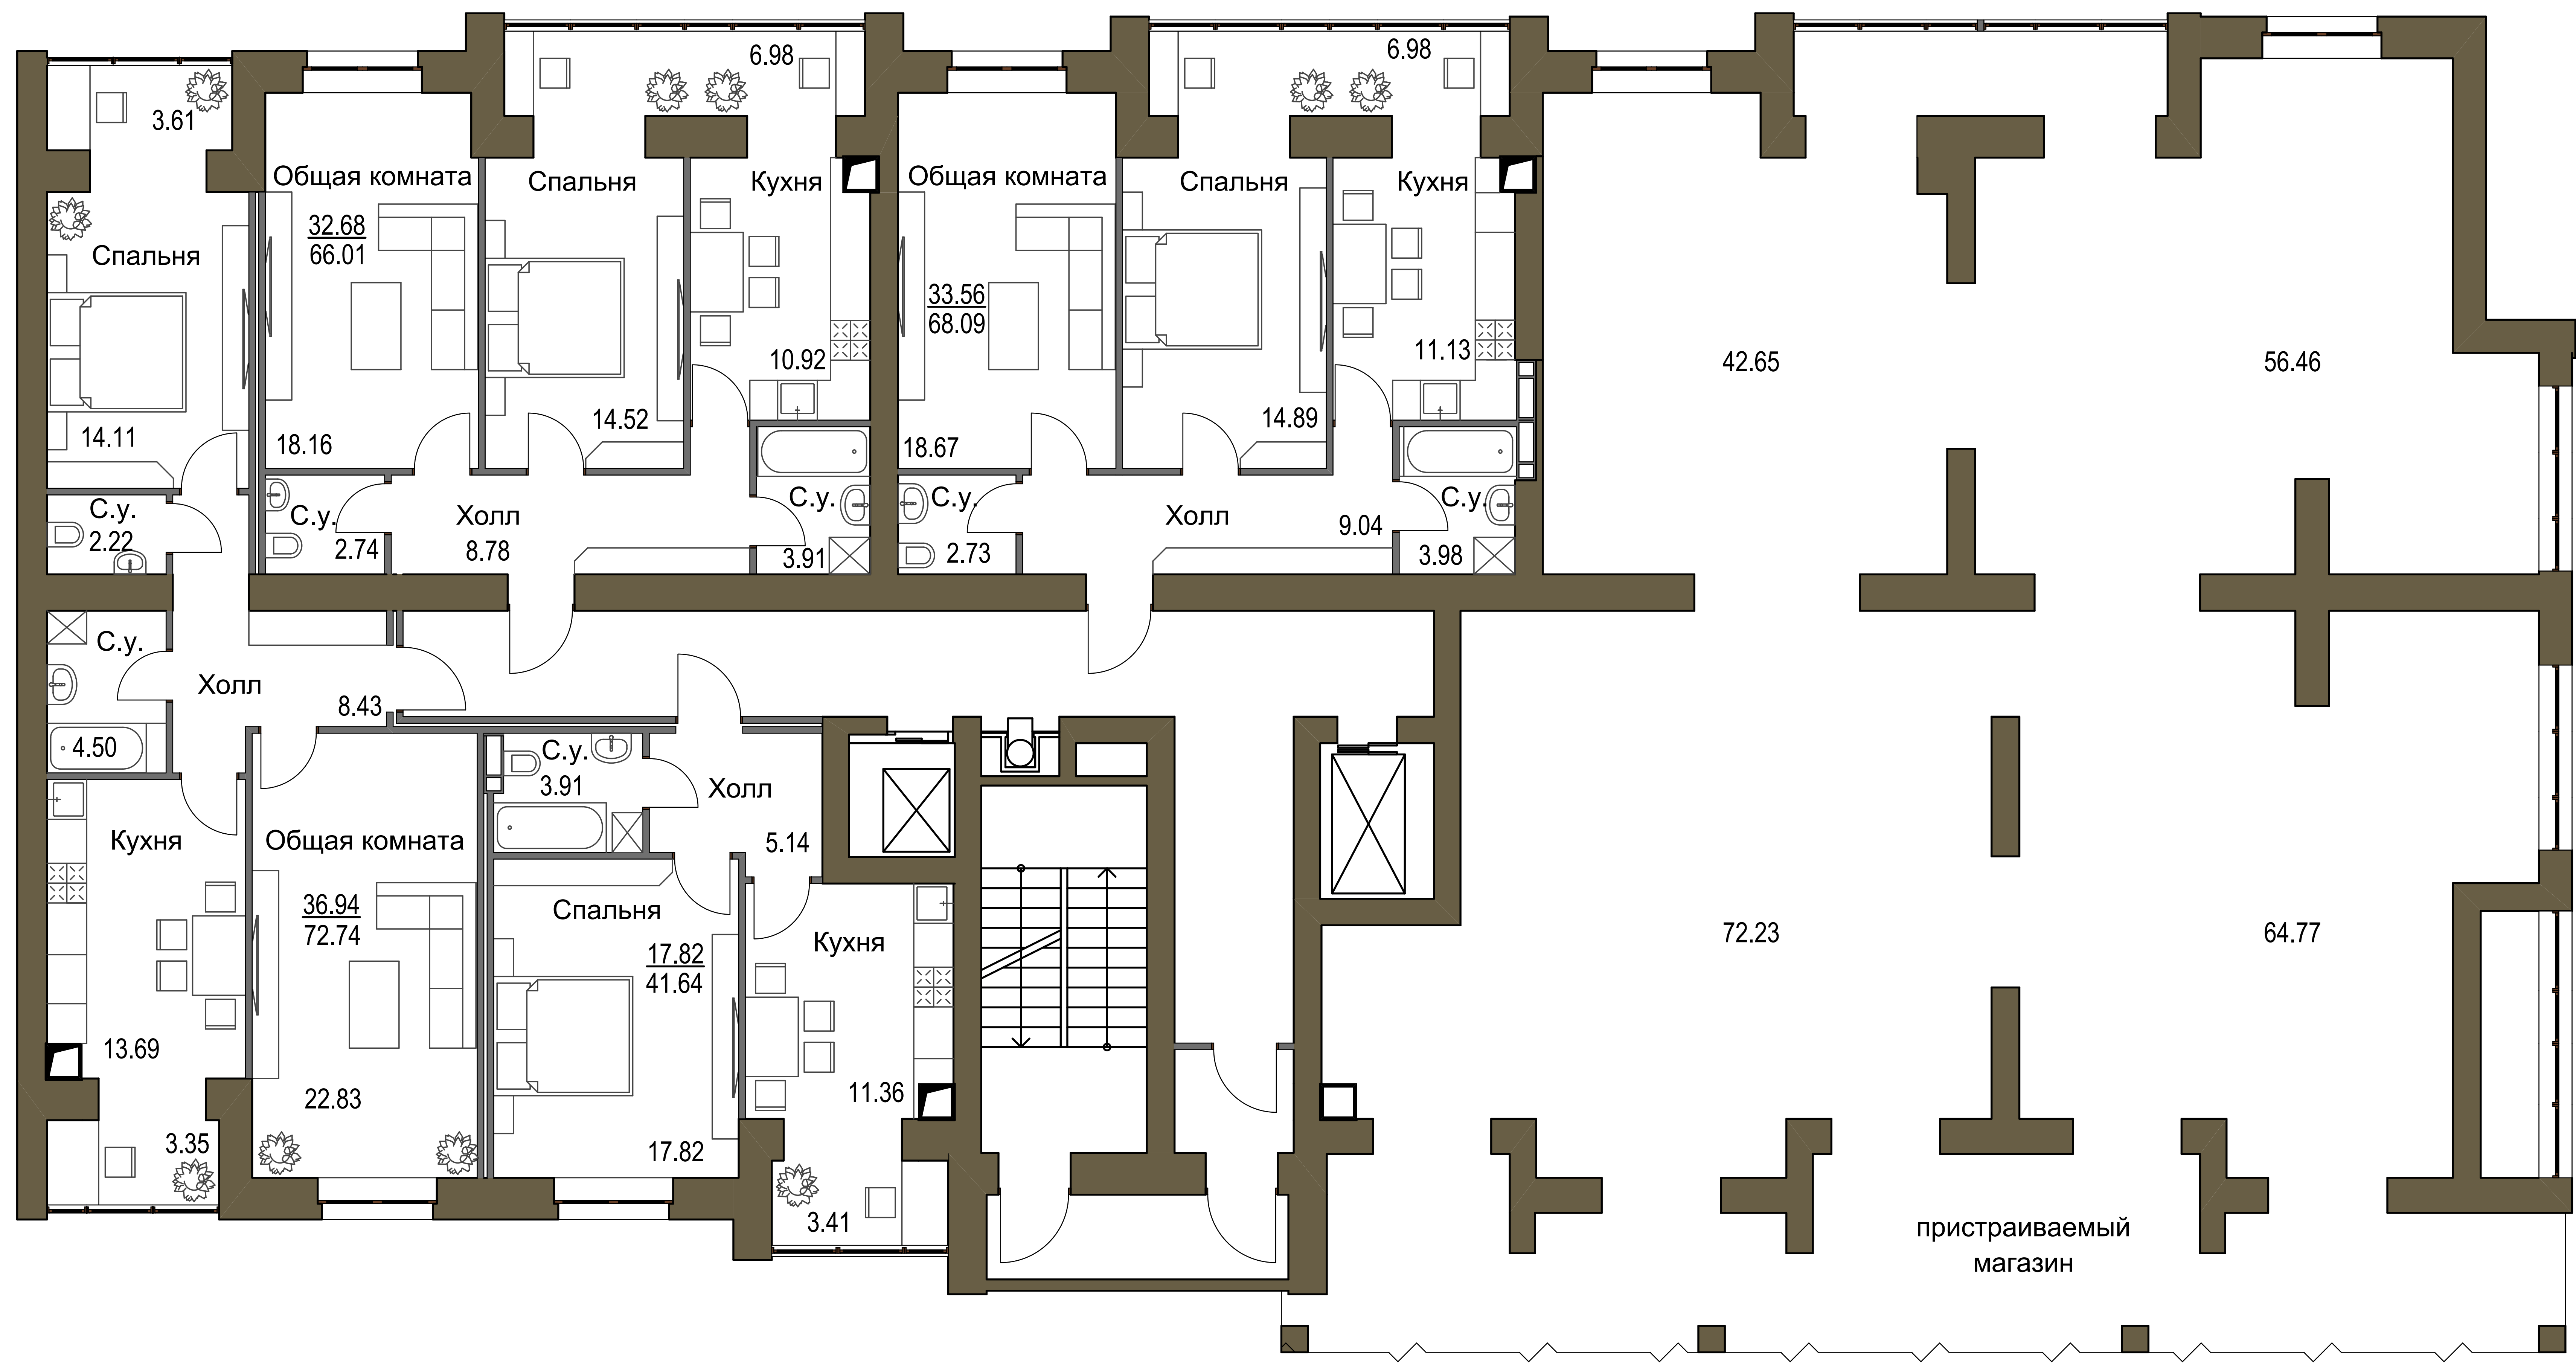 6.98
6.98
3.61
Общая комната
Спальня
Кухня
Общая комната
Спальня
Кухня
32.68
66.01
Спальня
33.56
68.09
10.92
11.13
42.65
56.46
14.11
18.16
14.52
18.67
14.89
С.у.
2.22
С.у.
2.74
Холл
8.78
С.у.
3.91
С.у.
2.73
Холл
9.04
С.у.
3.98
С.у.
Холл
8.43
4.50
С.у.
3.91
Холл
5.14
Кухня
Общая комната
36.94
72.74
Спальня
17.82
41.64
Кухня
72.23
64.77
13.69
22.83
11.36
3.35
17.82
3.41
пристраиваемый
магазин